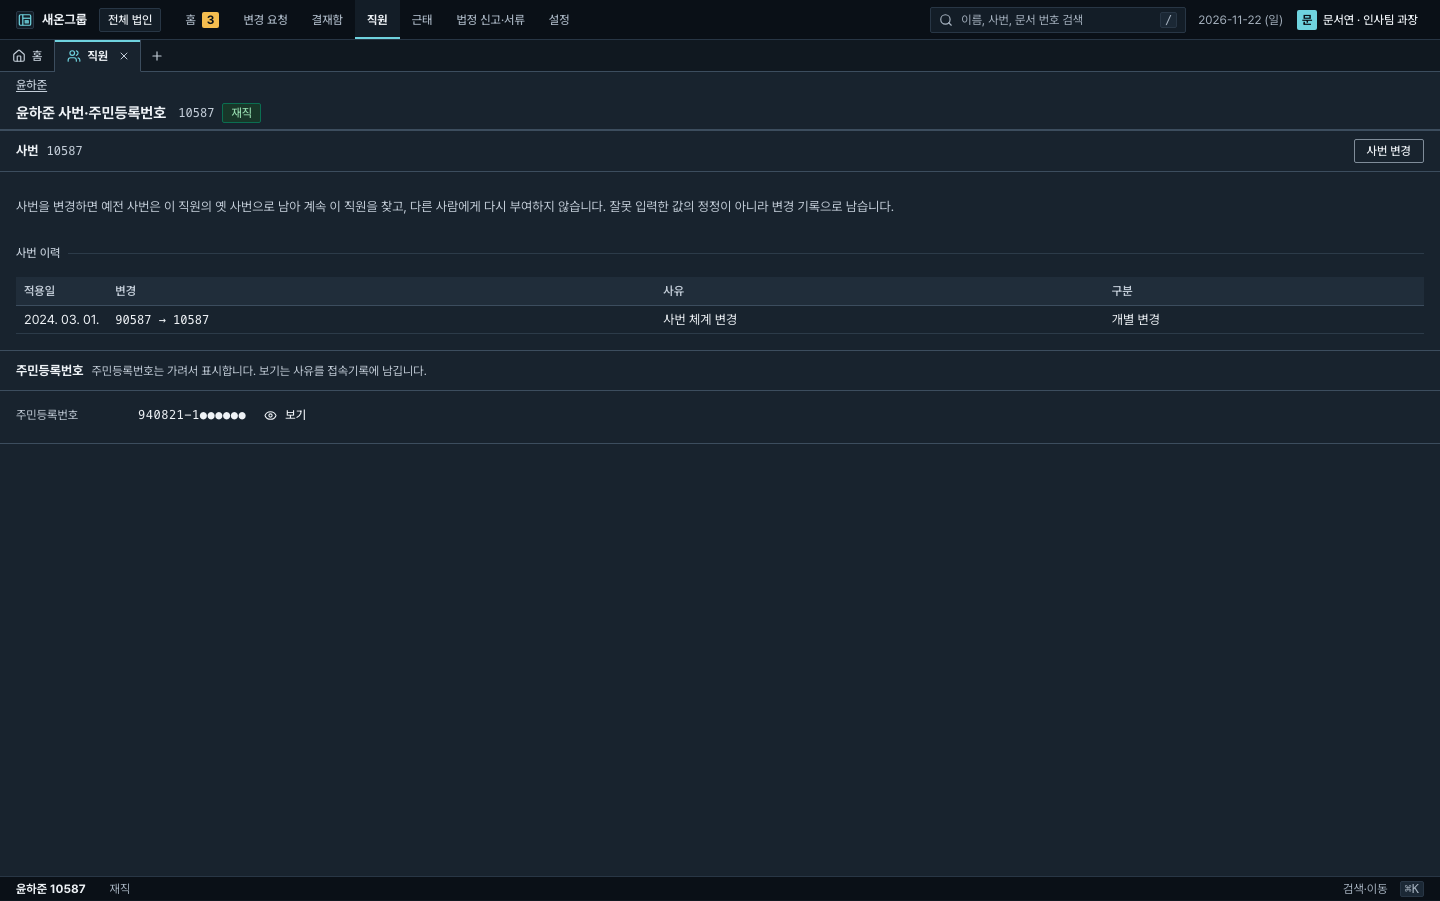 새온그룹 전체 법인 홈 3 변경 요청 결재함 직원 근태 법정 신고·서류 설정 이름, 사번, 문서 번호 검색 / 2026-11-22 (일) 문 문서연 · 인사팀 과장
홈 직원
윤하준
윤하준 사번·주민등록번호 10587 재직
사번 10587 사번 변경
사번을 변경하면 예전 사번은 이 직원의 옛 사번으로 남아 계속 이 직원을 찾고, 다른 사람에게 다시 부여하지 않습니다. 잘못 입력한 값의 정정이 아니라 변경 기록으로 남습니다.
사번 이력
적용일 변경 사유 구분
2024. 03. 01. 90587 → 10587 사번 체계 변경 개별 변경
주민등록번호 주민등록번호는 가려서 표시합니다. 보기는 사유를 접속기록에 남깁니다.
주민등록번호 940821-1●●●●●● 보기
윤하준 10587 재직 검색·이동 ⌘K